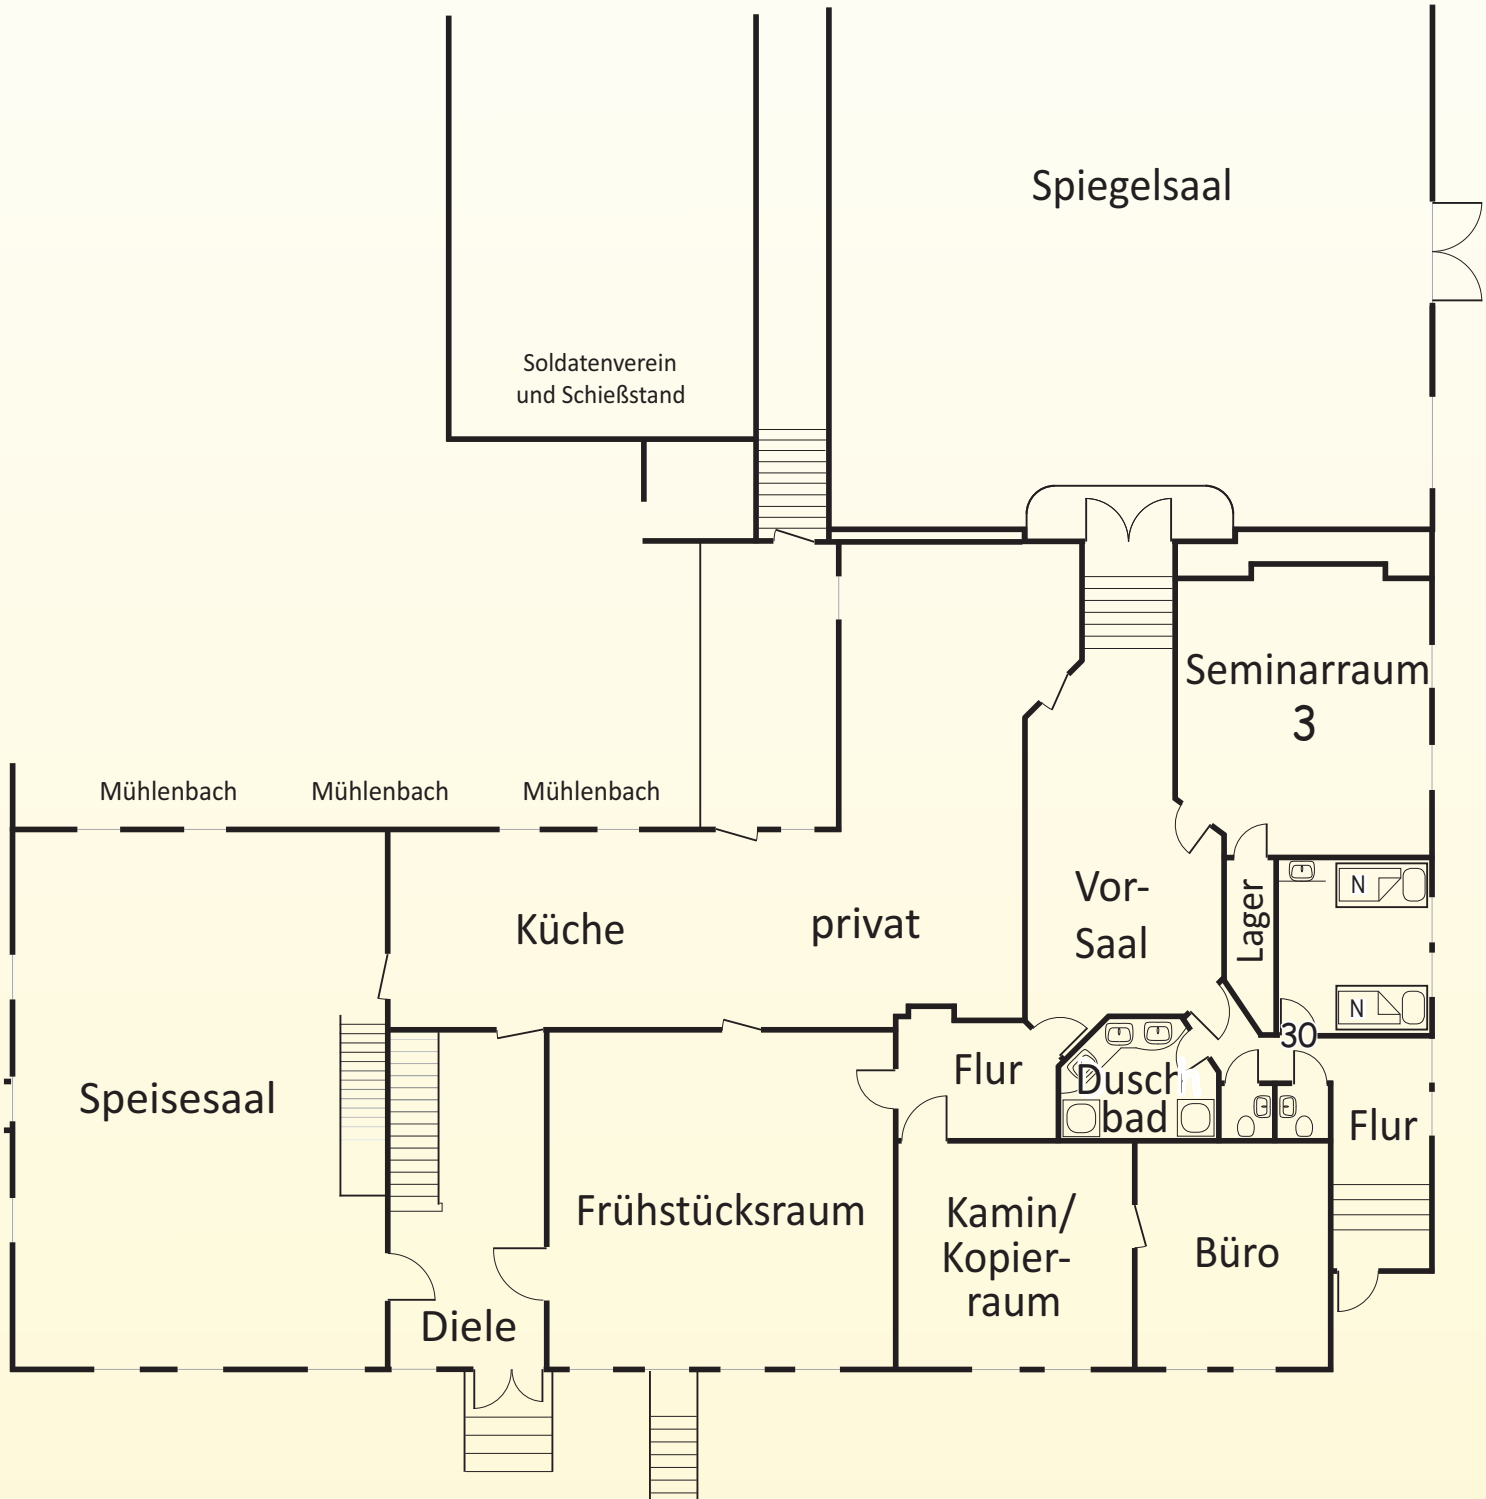 Spiegelsaal
Soldatenverein
und Schießstand
Seminarraum
3
Mühlenbach
Mühlenbach
Mühlenbach
Vor-
Saal
Lager
N
N
30
Küche
privat
Flur
Dusch
bad
Flur
Speisesaal
Frühstücksraum
Kamin/
Kopier-
raum
Büro
Diele